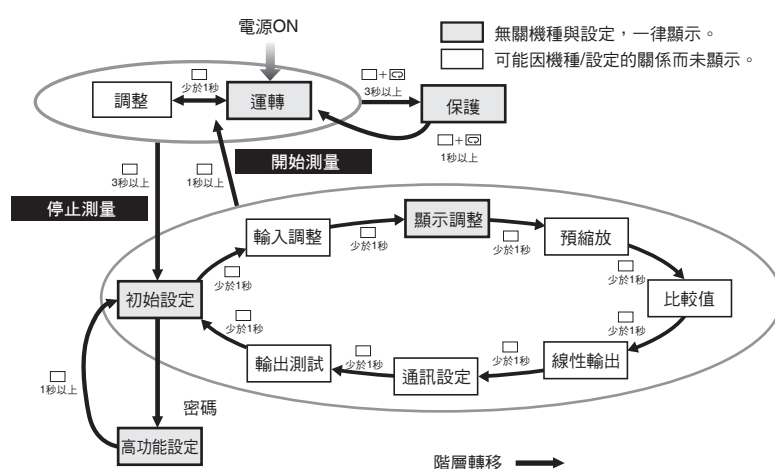 電源ON
無關機種與設定，一律顯示。
可能因機種/設定的關係而未顯示。
調整
少於1秒
運轉
□+
3秒以上
保護
□+
1秒以上
開始測量
3秒以上
1秒以上
停止測量
輸入調整
少於1秒
顯示調整
少於1秒
預縮放
少於1秒
少於1秒
比較值
初始設定
少於1秒
少於1秒
少於1秒
少於1秒
線性輸出
輸出測試
通訊設定
1秒以上
密碼
高功能設定
階層轉移